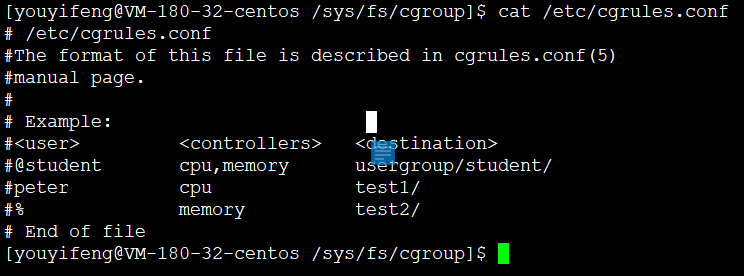 [youyifeng@VM-180-32-centos /sys/fs/cgroup]$ cat /etc/cgrules.conf
# /etc/cgrules.conf
#The format of this file is described in cgrules.conf(5)
#manual page.
#
# Example:
#<user>         <controllers>   <destination>
#@student       cpu,memory      usergroup/student/
#peter          cpu             test1/
#%              memory          test2/
# End of file
[youyifeng@VM-180-32-centos /sys/fs/cgroup]$